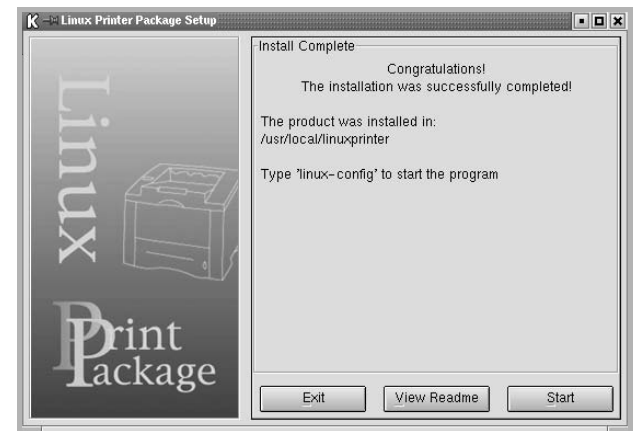 Linux Printer Package Setup
Linux
Print
Package
Install Complete
Congratulations!
The installation was successfully completed!
The product was installed in:
/usr/local/linuxprinter
Type 'linux-config' to start the program
Exit
View Readme
Start